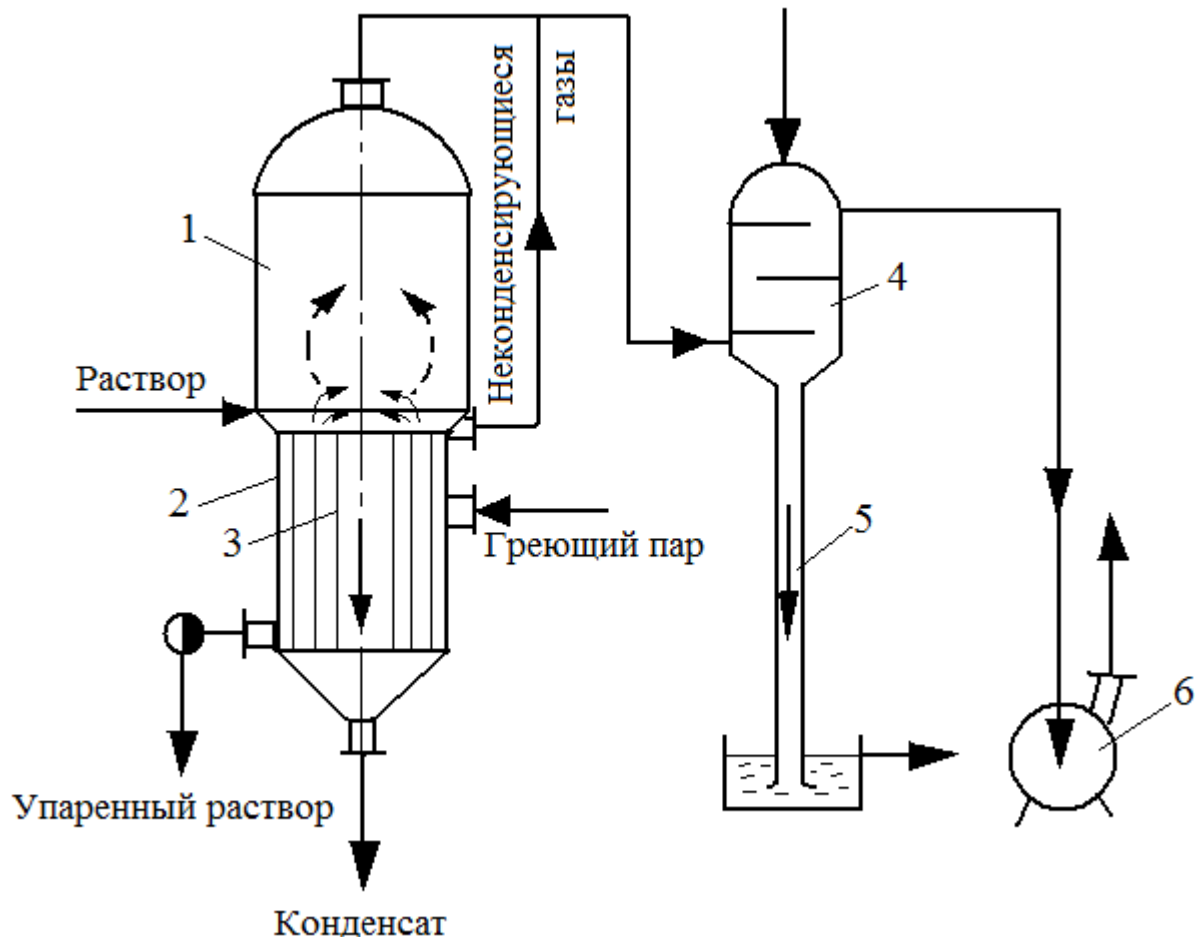 Неконденсирующиеся
газы
1
4
Раствор
2
3
Греющий пар
5
6
Упаренный раствор
Конденсат